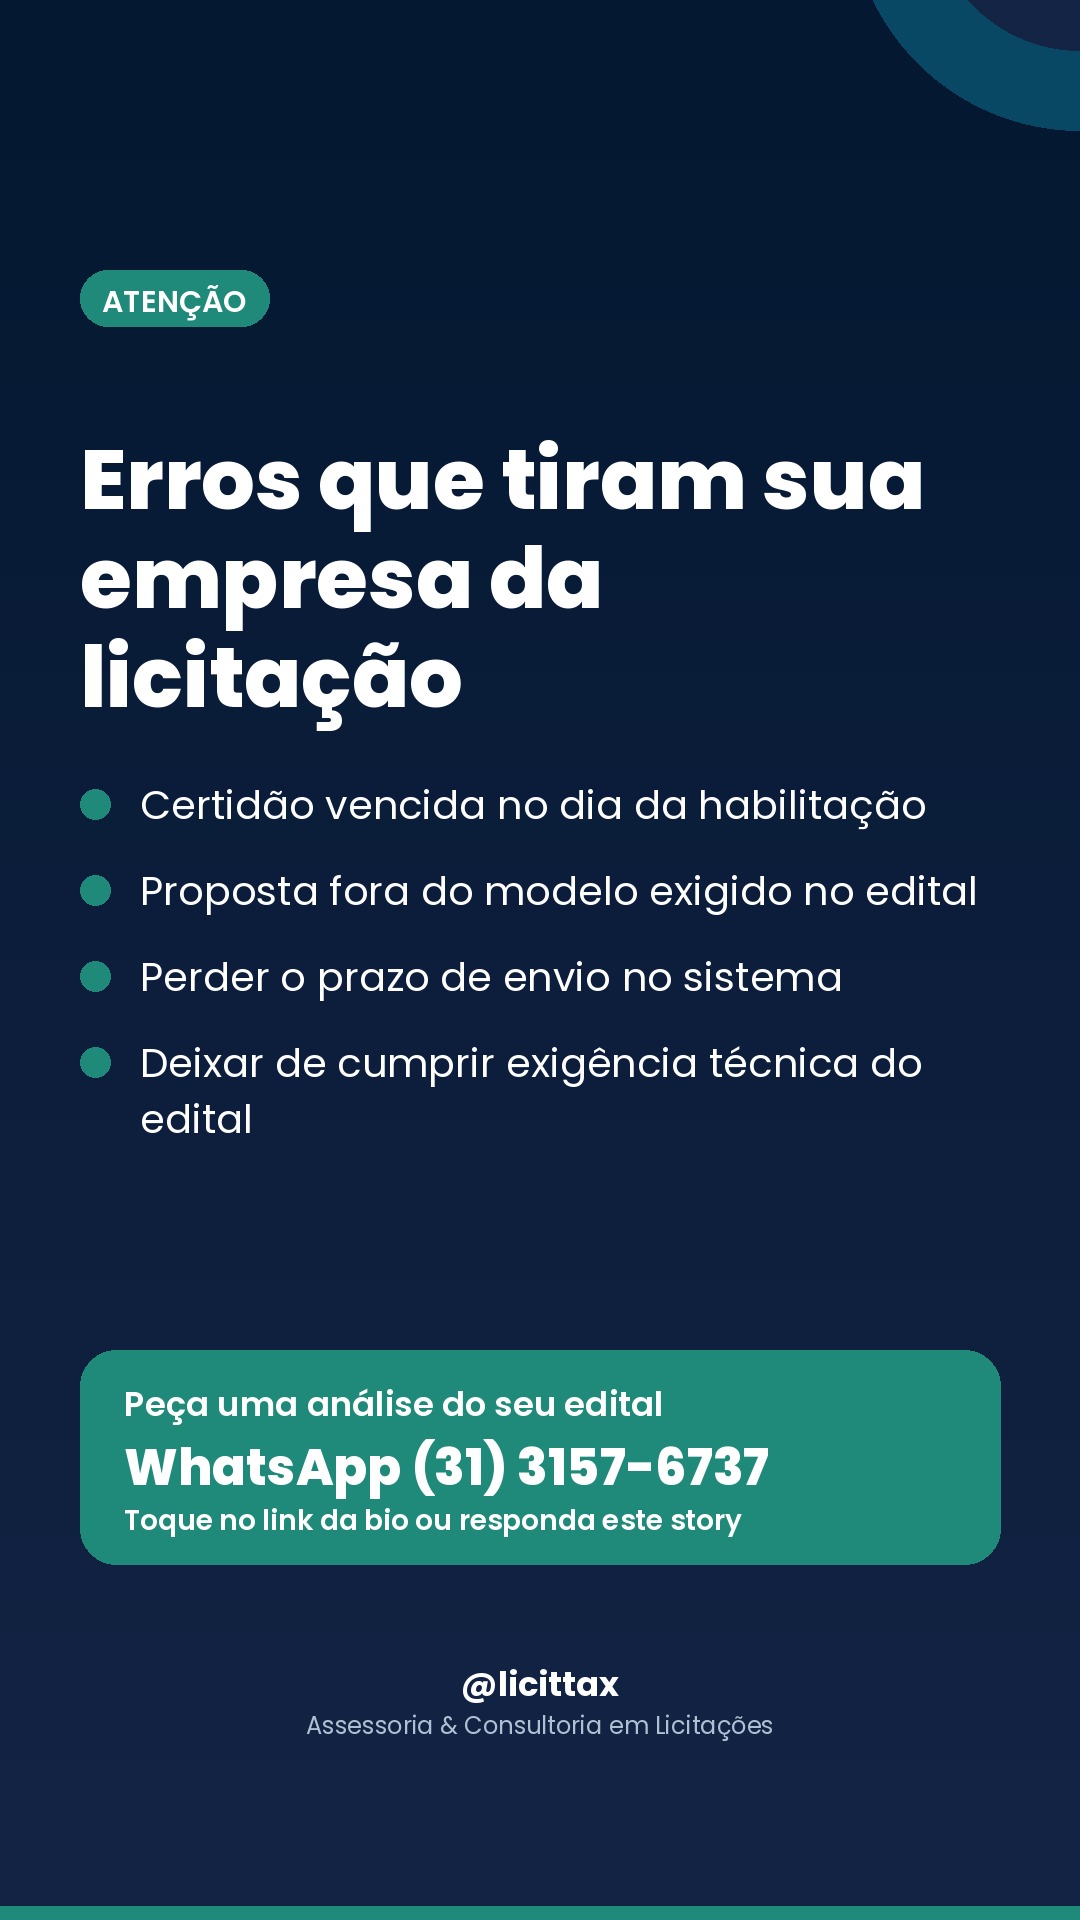 ATENÇÃO
Erros que tiram sua
empresa da
licitação
Certidão vencida no dia da habilitação
Proposta fora do modelo exigido no edital
Perder o prazo de envio no sistema
Deixar de cumprir exigência técnica do
edital
Peça uma análise do seu edital
WhatsApp (31) 3157-6737
Toque no link da bio ou responda este story
@licittax
Assessoria & Consultoria em Licitações